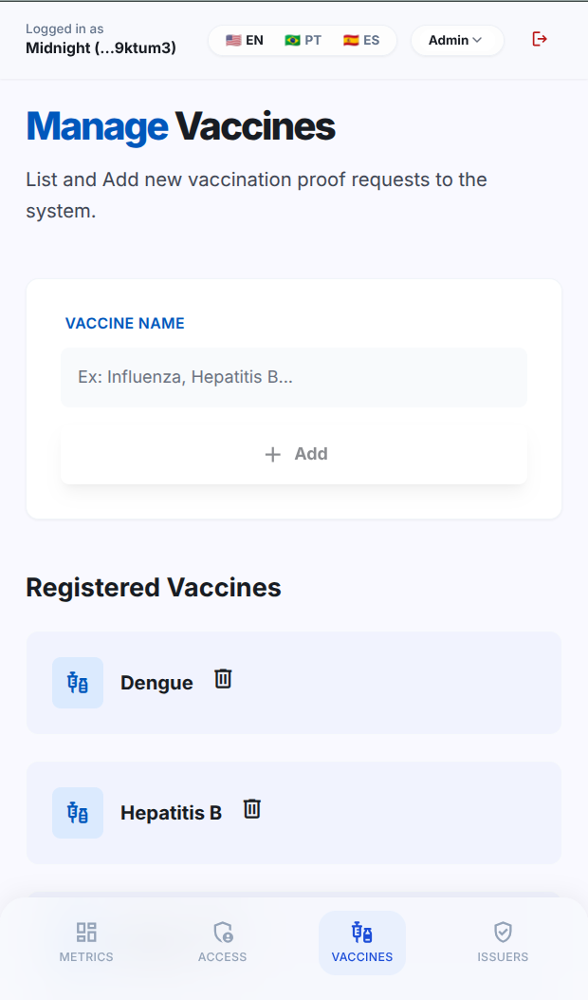 Logged in as
Midnight (...9ktum3)
🇺🇸 EN 🇧🇷 PT 🇪🇸 ES
Admin
Manage Vaccines
List and Add new vaccination proof requests to the
system.
VACCINE NAME
Ex: Influenza, Hepatitis B...
+ Add
Registered Vaccines
Dengue
Hepatitis B
METRICS ACCESS VACCINES ISSUERS